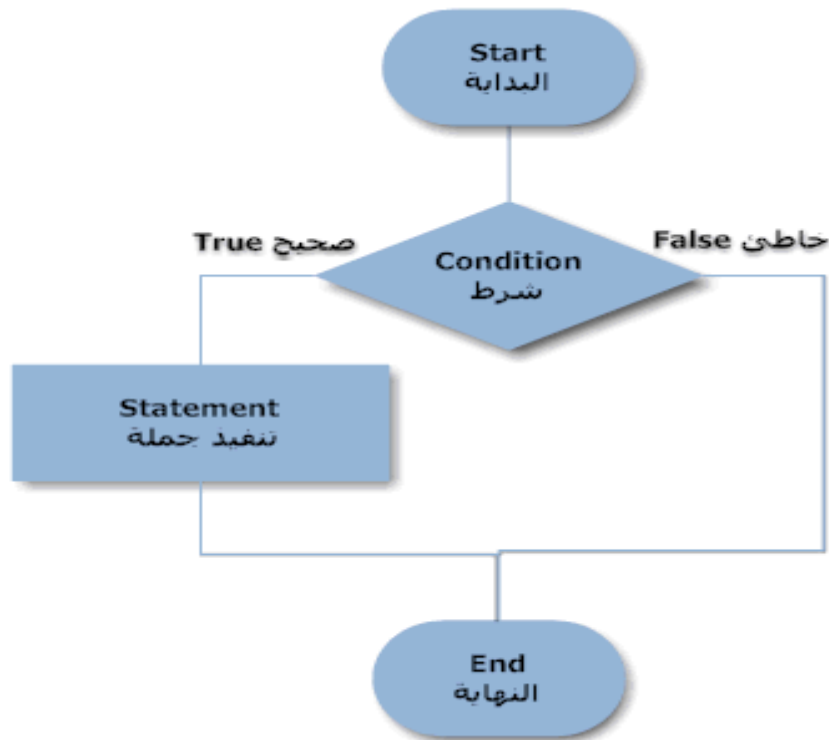 Start
البداية
صحيح True
خاطئ False
Condition
شرط
Statement
تنفيذ جملة
End
النهاية